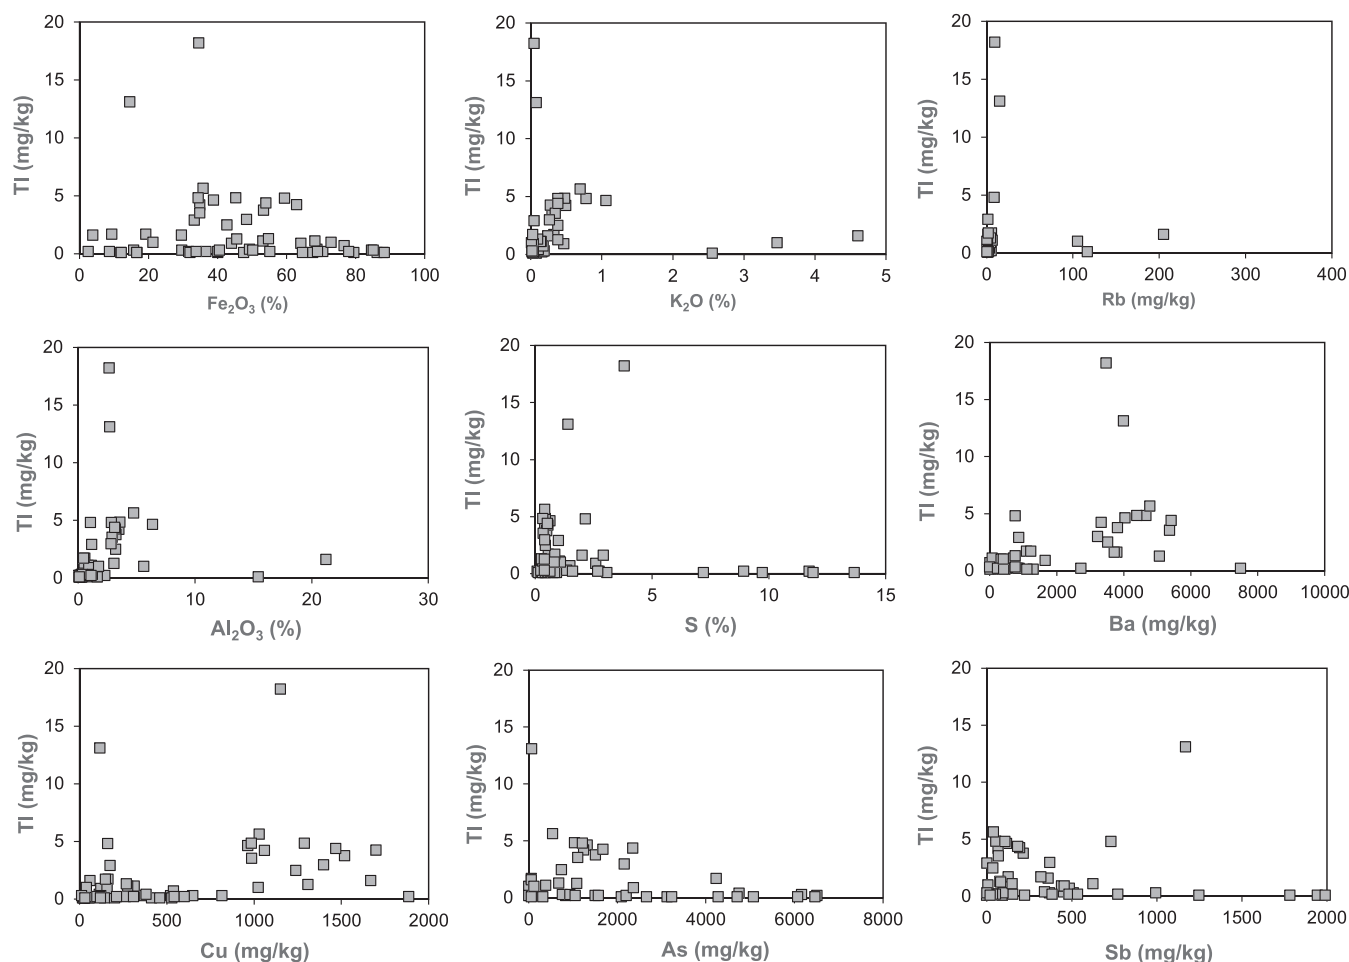 20
15
10
5
0
Tl (mg/kg)
0 20 40 60 80 100
Fe₂O₃ (%)
20
15
10
5
0
Tl (mg/kg)
0 1 2 3 4 5
K₂O (%)
20
15
10
5
0
Tl (mg/kg)
0 100 200 300 400
Rb (mg/kg)
20
15
10
5
0
Tl (mg/kg)
0 10 20 30
Al₂O₃ (%)
20
15
10
5
0
Tl (mg/kg)
0 5 10 15
S (%)
20
15
10
5
0
Tl (mg/kg)
0 2000 4000 6000 8000 10000
Ba (mg/kg)
20
15
10
5
0
Tl (mg/kg)
0 500 1000 1500 2000
Cu (mg/kg)
20
15
10
5
0
Tl (mg/kg)
0 2000 4000 6000 8000
As (mg/kg)
20
15
10
5
0
Tl (mg/kg)
0 500 1000 1500 2000
Sb (mg/kg)